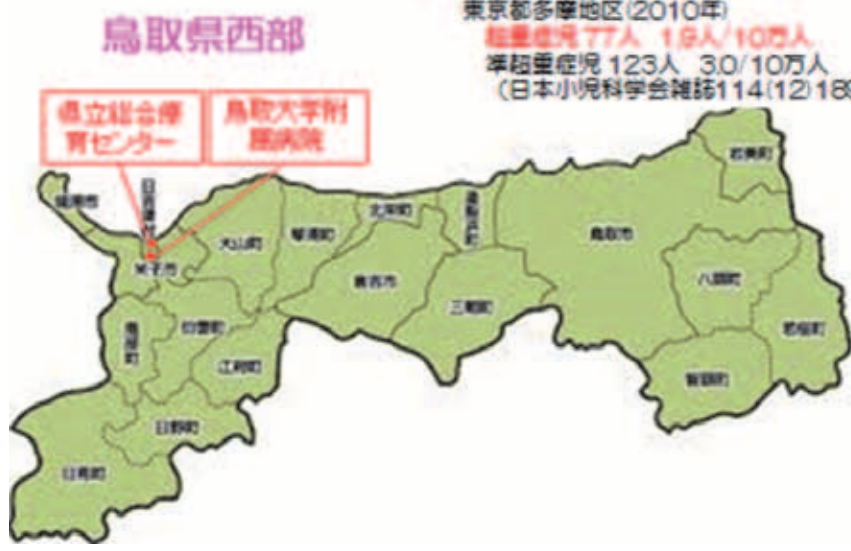 東京都多摩地区(2010年)
鳥取県西部
超重症児 77人 1.9人/10万人
準超重症児 123人 3.0/10万人
(日本小児科学会雑誌114(12)189
県立総合療
育センター
鳥取大学附
属病院
岩美町
境港市
日吉津村
北栄町
湯梨浜町
大山町
琴浦町
鳥取市
米子市
倉吉市
八頭町
三朝町
若桜町
南部町
伯耆町
江府町
智頭町
日野町
日南町